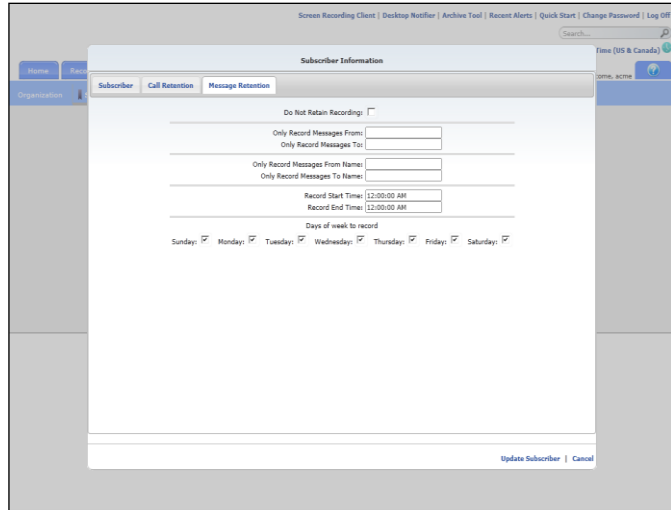 Screen Recording Client | Desktop Notifier | Archive Tool | Recent Alerts | Quick Start | Change Password | Log Off
Search...
Time (US & Canada)
Subscriber Information
Home
Reco
ome, acme
Subscriber
Call Retention
Message Retention
Organization
Do Not Retain Recording:
Only Record Messages From:
Only Record Messages To:
Only Record Messages From Name:
Only Record Messages To Name:
Record Start Time: 12:00:00 AM
Record End Time: 12:00:00 AM
Days of week to record
Sunday: Monday: Tuesday: Wednesday: Thursday: Friday: Saturday:
Update Subscriber | Cancel